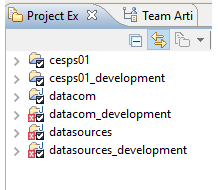 Project Ex
Team Arti
cesps01
cesps01_development
datacom
datacom_development
datasources
datasources_development